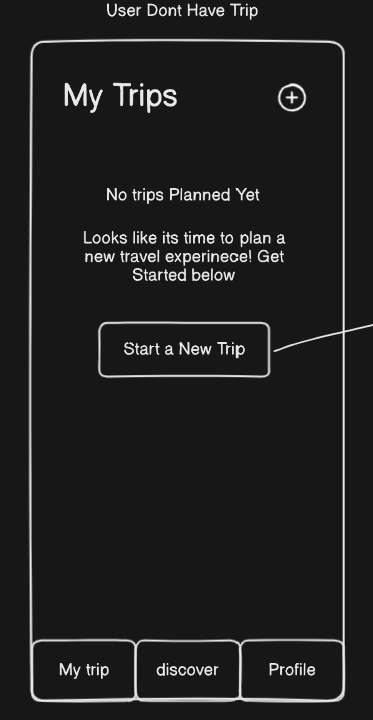 User Dont Have Trip
My Trips
No trips Planned Yet
Looks like its time to plan a
new travel experinece! Get
Started below
Start a New Trip
My trip
discover
Profile